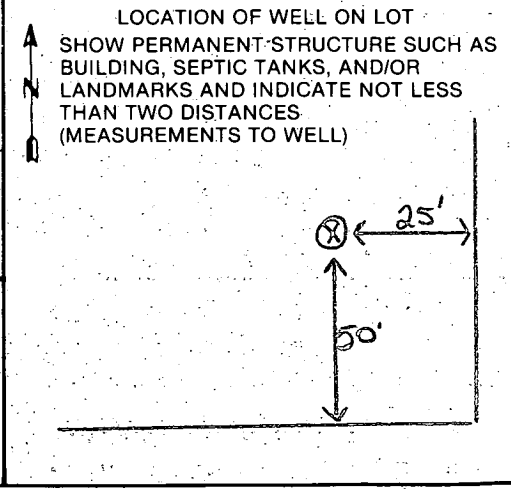 LOCATION OF WELL ON LOT
SHOW PERMANENT STRUCTURE SUCH AS
BUILDING, SEPTIC TANKS, AND/OR
N LANDMARKS AND INDICATE NOT LESS
THAN TWO DISTANCES
(MEASUREMENTS TO WELL)
25'
50'